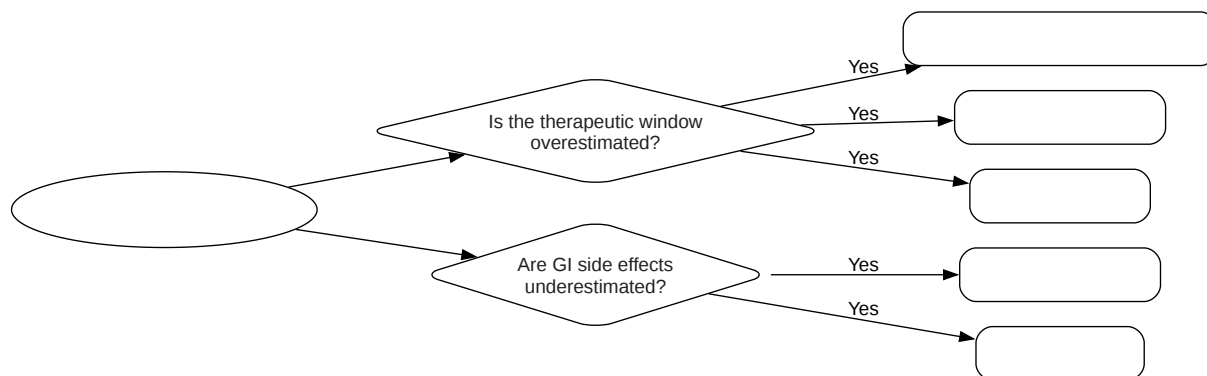 Yes
Is the therapeutic window
overestimated?
Yes
Yes
Are GI side effects
underestimated?
Yes
Yes